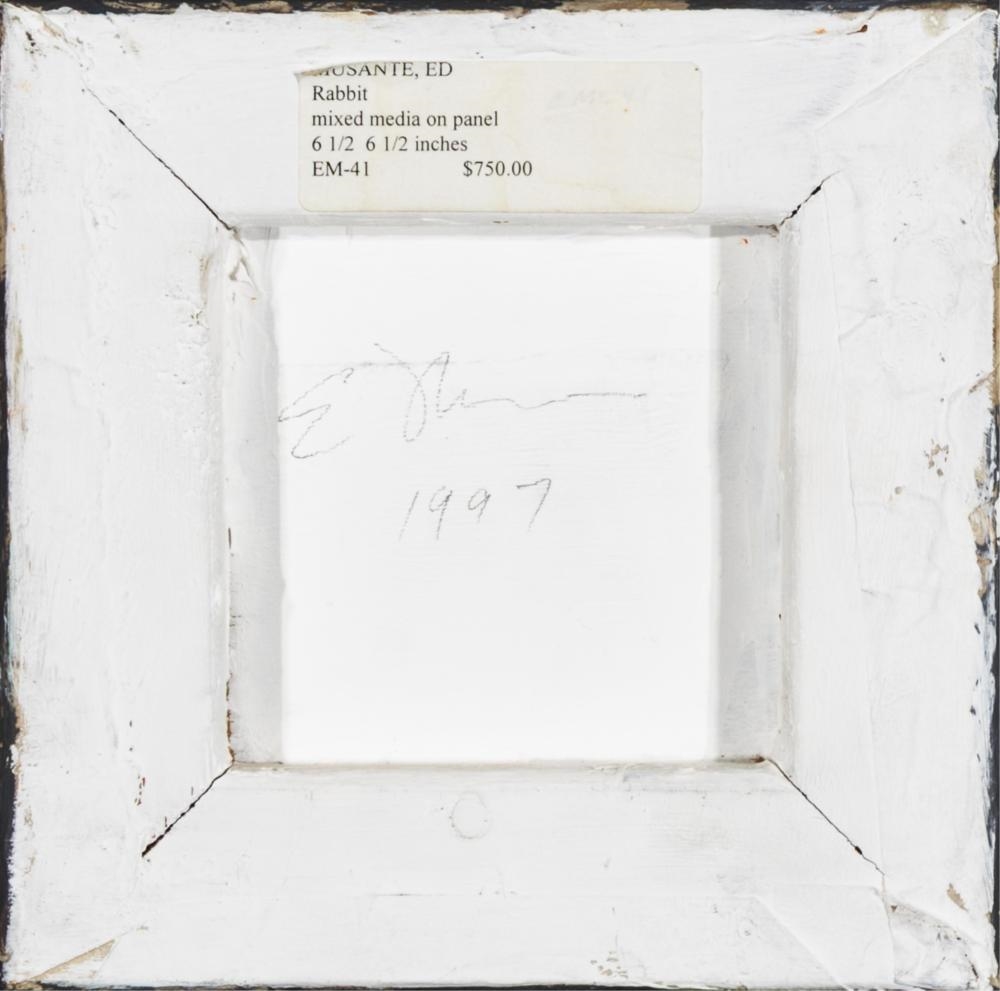 MUSANTE, ED
Rabbit
mixed media on panel
6 1/2 6 1/2 inches
EM-41 $750.00
E
1997